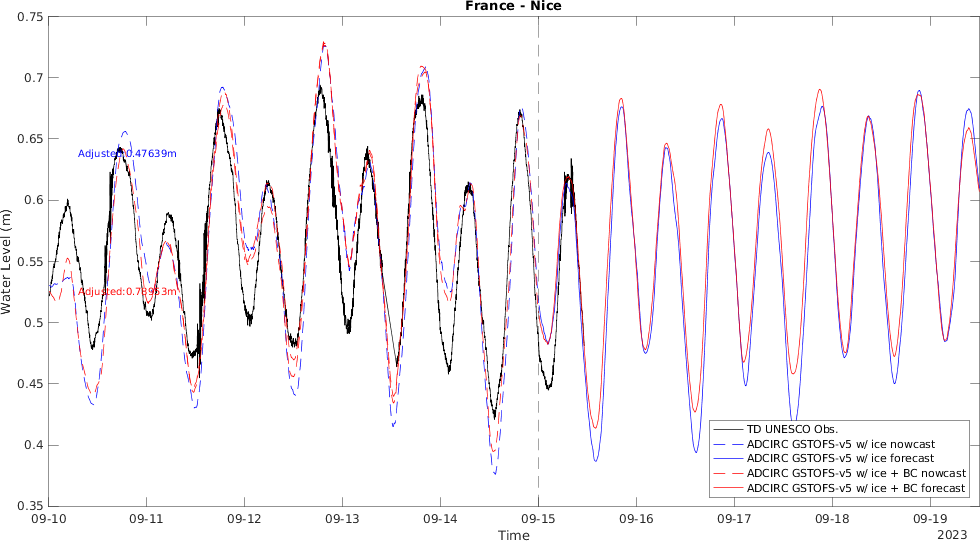 France - Nice
0.75
0.7
0.65
0.6
0.55
0.5
0.45
0.4
0.35
Water Level (m)
Adjusted:0.47639m
TD UNESCO Obs.
ADCIRC GSTOFS-v5 w/ ice nowcast
ADCIRC GSTOFS-v5 w/ ice forecast
ADCIRC GSTOFS-v5 w/ ice + BC nowcast
ADCIRC GSTOFS-v5 w/ ice + BC forecast
09-10 09-11 09-12 09-13 09-14 09-15 09-16 09-17 09-18 09-19
Time
2023